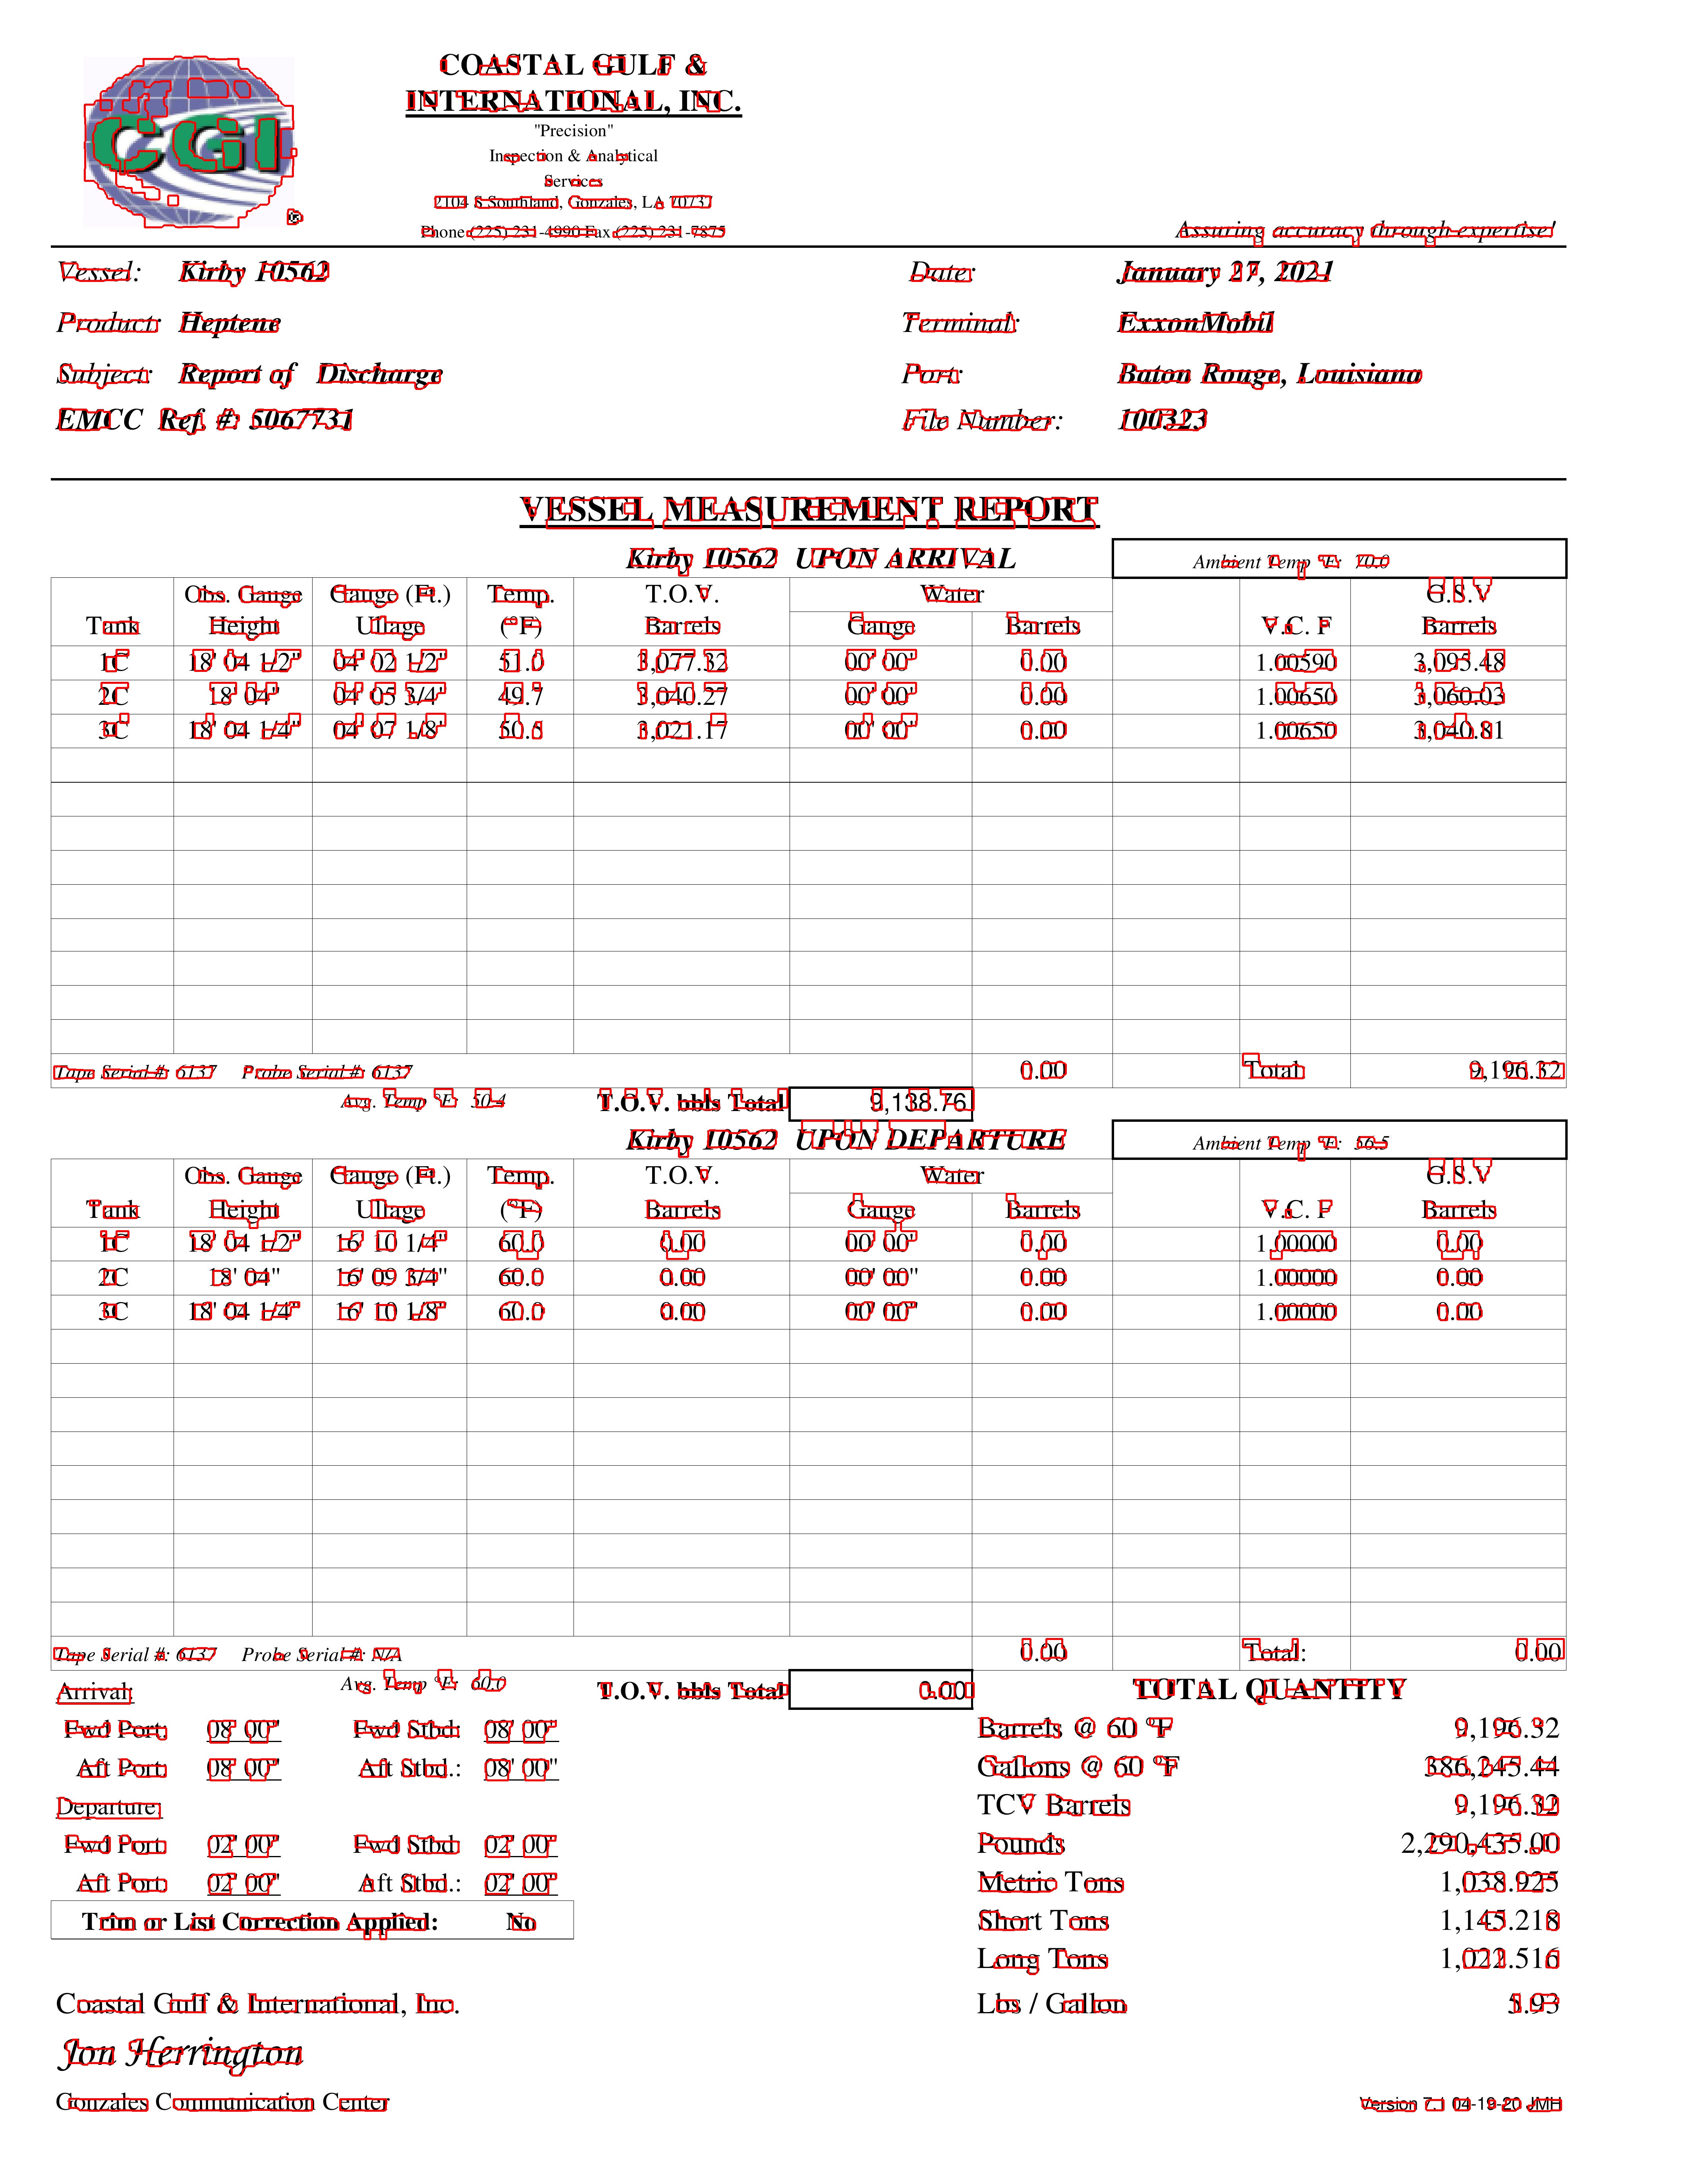 CGI
COASTAL GULF &
INTERNATIONAL, INC.
"Precision"
Inspection & Analytical
Services
2104 S Southland, Gonzales, LA 70737
Phone (225) 231-4990 Fax (225) 231-7875
Assuring accuracy through expertise!
Vessel: Kirby 10562 Date: January 27, 2021
Product: Heptene Terminal: ExxonMobil
Subject: Report of Discharge Port: Baton Rouge, Louisiana
EMCC Ref. #: 5067731 File Number: 100323
VESSEL MEASUREMENT REPORT
Kirby 10562 UPON ARRIVAL Ambient Temp °F: 70.0
Obs. Gauge Gauge (Ft.) Temp. T.O.V. Water G.S.V
Tank Height Ullage (°F) Barrels Gauge Barrels V.C. F Barrels
1C 18' 04 1/2" 04' 02 1/2" 51.0 3,077.32 00' 00" 0.00 1.00590 3,095.48
2C 18' 04" 04' 05 3/4" 49.7 3,040.27 00' 00" 0.00 1.00650 3,060.03
3C 18' 04 1/4" 04' 07 1/8" 50.5 3,021.17 00' 00" 0.00 1.00650 3,040.81
Tape Serial #: 6137 Probe Serial #: 6137 0.00 Total: 9,196.32
Avg. Temp °F: 50.4 T.O.V. bbls Total 9,138.76
Kirby 10562 UPON DEPARTURE Ambient Temp °F: 56.5
Obs. Gauge Gauge (Ft.) Temp. T.O.V. Water G.S.V
Tank Height Ullage (°F) Barrels Gauge Barrels V.C. F Barrels
1C 18' 04 1/2" 16' 10 1/4" 60.0 0.00 00' 00" 0.00 1.00000 0.00
2C 18' 04" 16' 09 3/4" 60.0 0.00 00' 00" 0.00 1.00000 0.00
3C 18' 04 1/4" 16' 10 1/8" 60.0 0.00 00' 00" 0.00 1.00000 0.00
Tape Serial #: 6137 Probe Serial #: N/A 0.00 Total: 0.00
Avg. Temp °F: 60.0 T.O.V. bbls Total 0.00
Arrival: TOTAL QUANTITY
Fwd Port: 08' 00" Fwd Stbd: 08' 00" Barrels @ 60 °F 9,196.32
Aft Port: 08' 00" Aft Stbd.: 08' 00" Gallons @ 60 °F 386,245.44
Departure: TCV Barrels 9,196.32
Fwd Port: 02' 00" Fwd Stbd: 02' 00" Pounds 2,290,435.00
Aft Port: 02' 00" Aft Stbd.: 02' 00" Metric Tons 1,038.925
Trim or List Correction Applied: No Short Tons 1,145.218
Long Tons 1,022.516
Coastal Gulf & International, Inc. Lbs / Gallon 5.93
Jon Herrington
Gonzales Communication Center Version 7.1 04-19-20 JMH